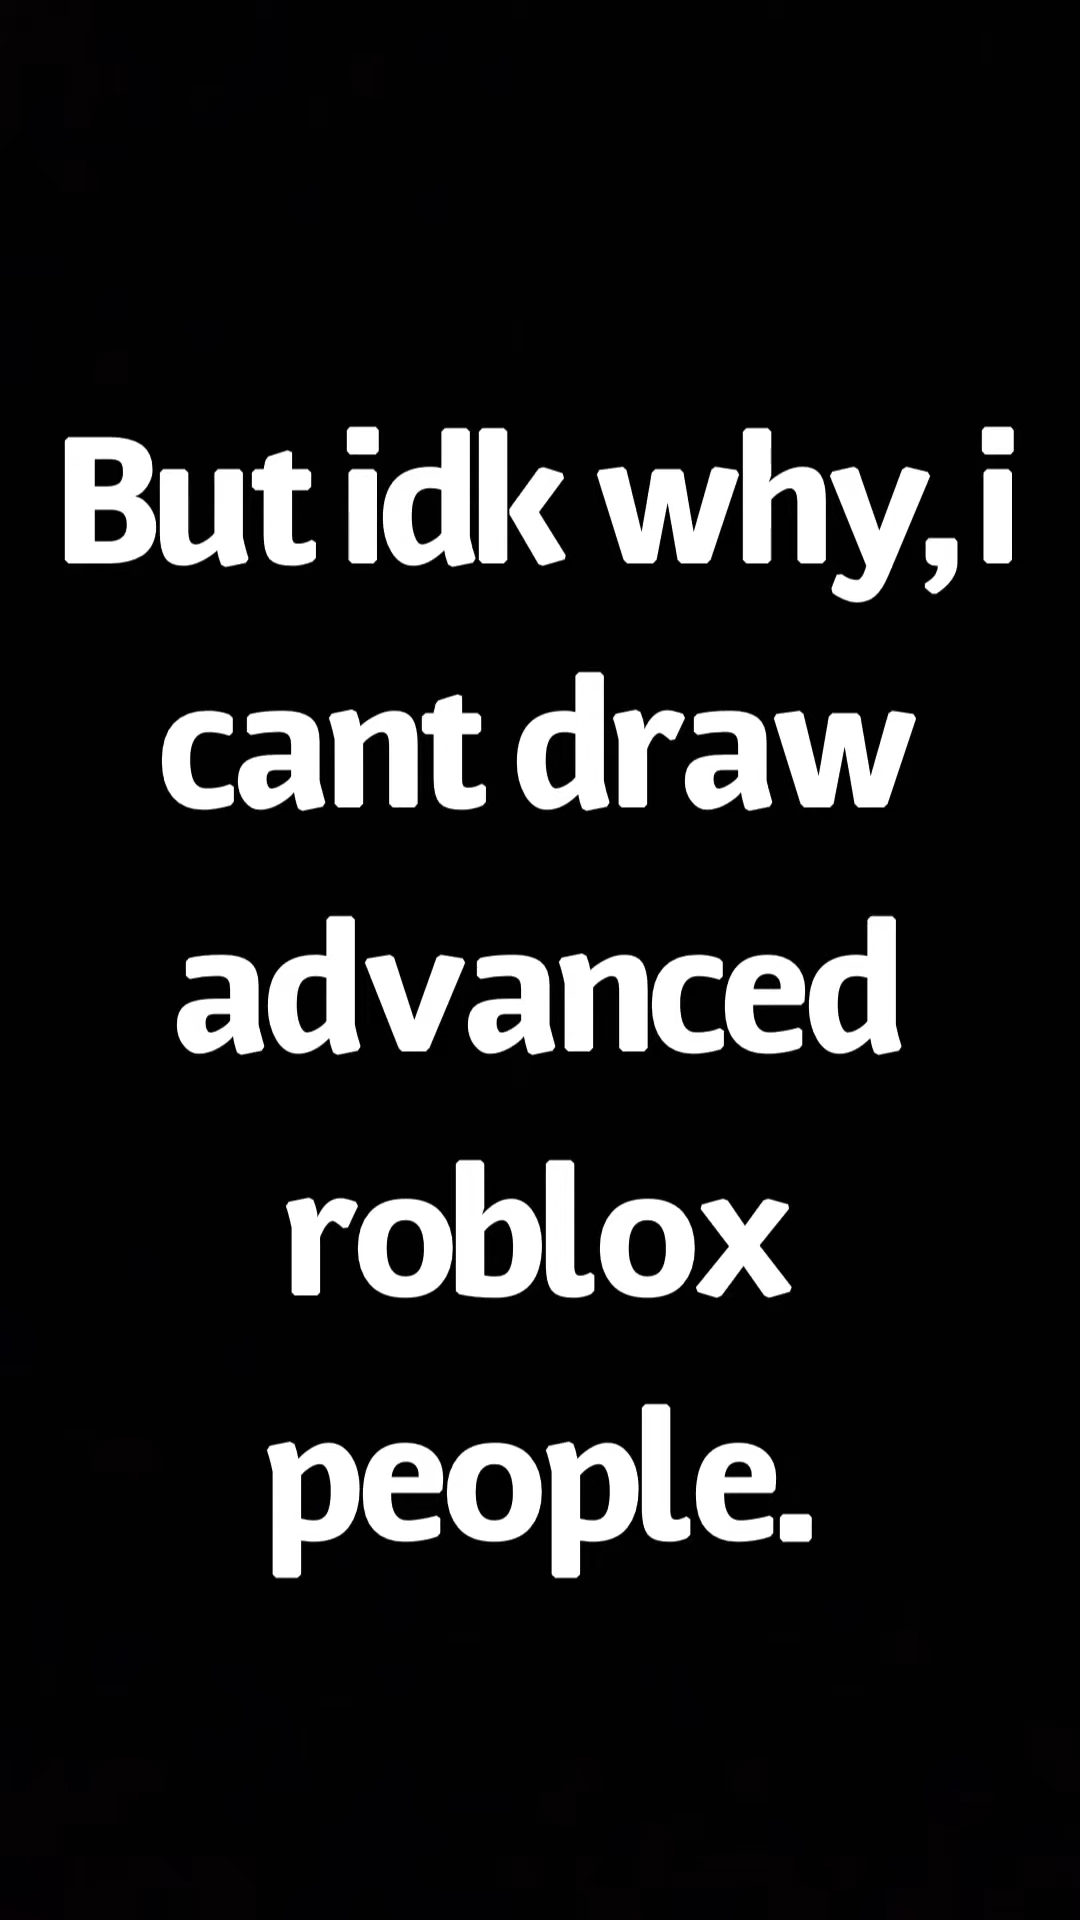 But idk why, i
cant draw
advanced
roblox
people.